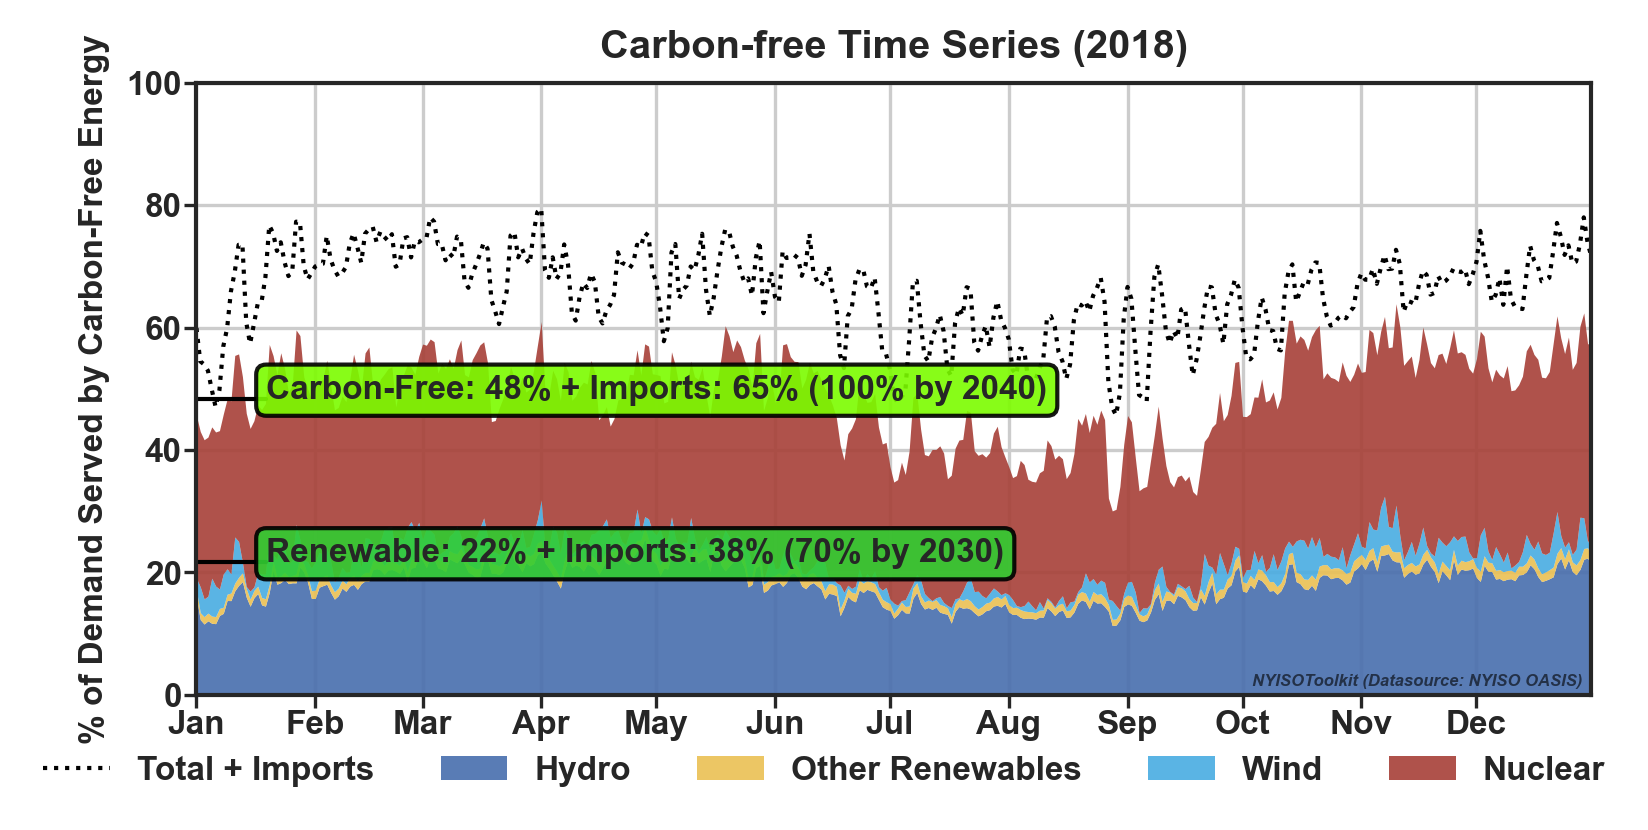 Carbon-free Time Series (2018)
% of Demand Served by Carbon-Free Energy
100
80
60
40
20
0
Carbon-Free: 48% + Imports: 65% (100% by 2040)
Renewable: 22% + Imports: 38% (70% by 2030)
NYISOToolkit (Datasource: NYISO OASIS)
Jan Feb Mar Apr May Jun Jul Aug Sep Oct Nov Dec
Total + Imports Hydro Other Renewables Wind Nuclear